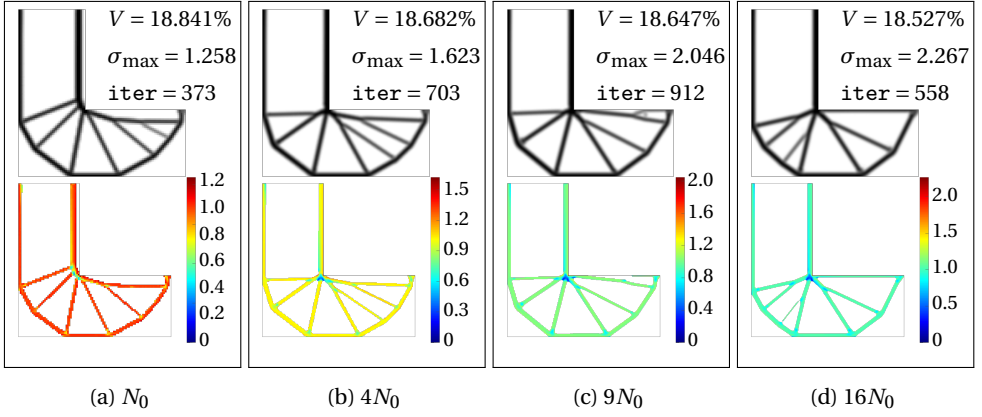 V = 18.841%
σmax = 1.258
iter = 373
1.2
1.0
0.8
0.6
0.4
0.2
0
(a) N0
V = 18.682%
σmax = 1.623
iter = 703
1.5
1.2
0.9
0.6
0.3
0
(b) 4N0
V = 18.647%
σmax = 2.046
iter = 912
2.0
1.6
1.2
0.8
0.4
0
(c) 9N0
V = 18.527%
σmax = 2.267
iter = 558
2.0
1.5
1.0
0.5
0
(d) 16N0